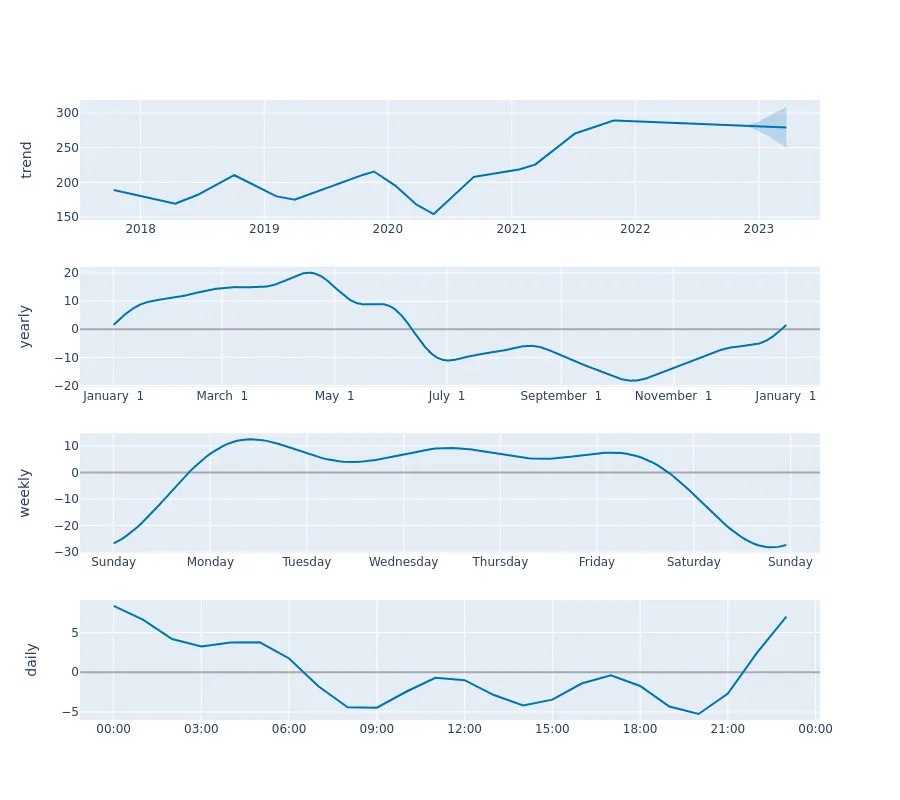 trend
300
250
200
150
2018 2019 2020 2021 2022 2023
yearly
20
10
0
−10
−20
January 1 March 1 May 1 July 1 September 1 November 1 January 1
weekly
10
0
−10
−20
−30
Sunday Monday Tuesday Wednesday Thursday Friday Saturday Sunday
daily
5
0
−5
00:00 03:00 06:00 09:00 12:00 15:00 18:00 21:00 00:00